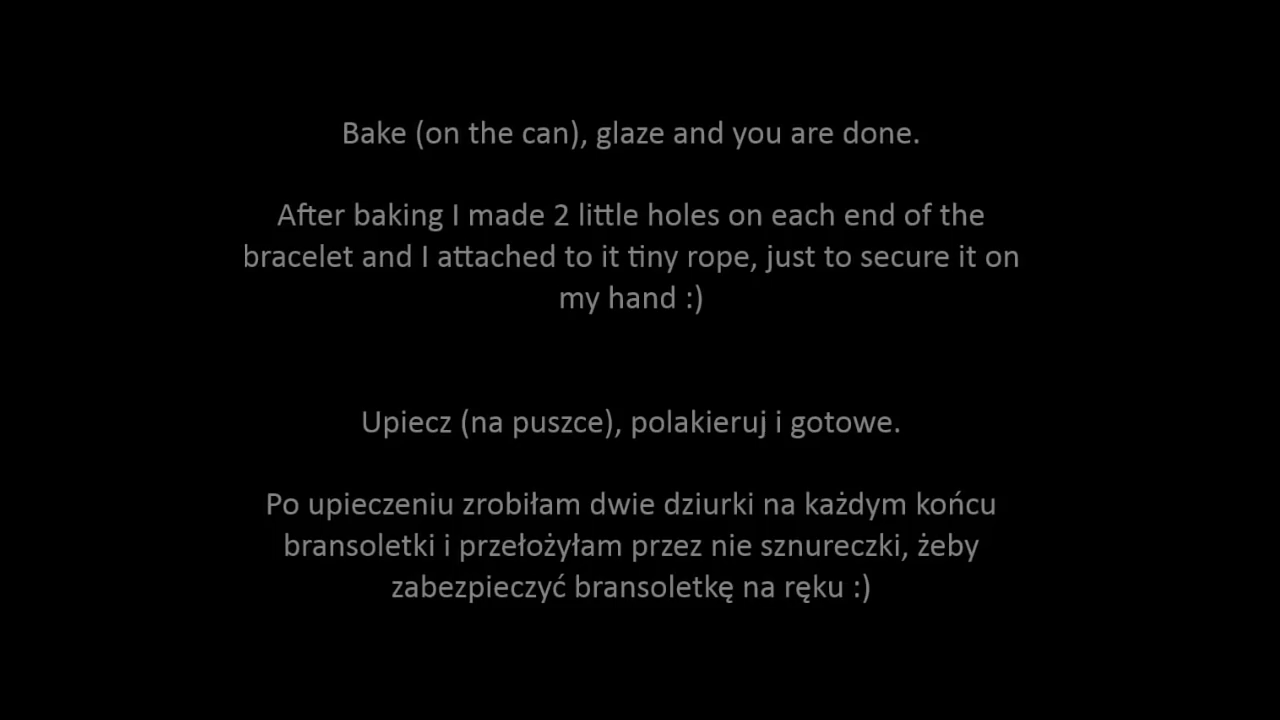 Bake (on the can), glaze and you are done.
After baking I made 2 little holes on each end of the
bracelet and I attached to it tiny rope, just to secure it on
my hand :)
Upiecz (na puszce), polakieruj i gotowe.
Po upieczeniu zrobiłam dwie dziurki na każdym końcu
bransoletki i przełożyłam przez nie sznureczki, żeby
zabezpieczyć bransoletkę na ręku :)